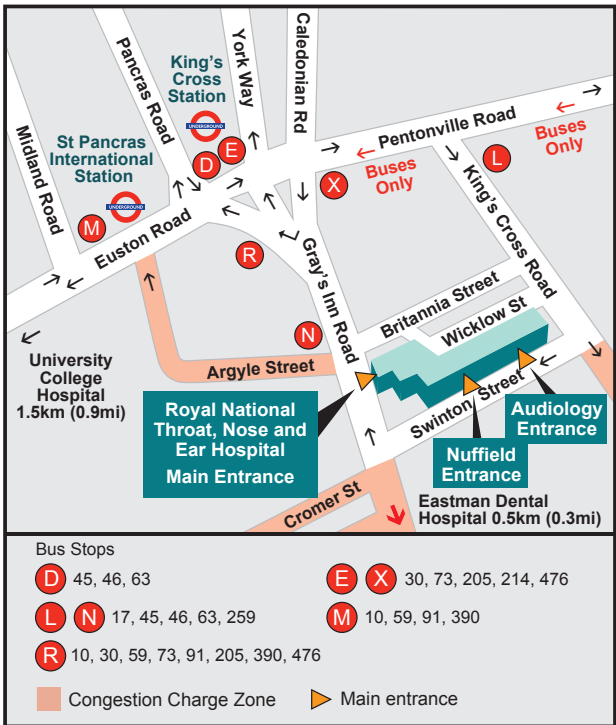 King's
Cross
Station
Pancras Road
York Way
Caledonian Rd
UNDERGROUND
D
E
Pentonville Road
Buses
Only
Buses
Only
L
X
Midland Road
St Pancras
International
Station
UNDERGROUND
M
Euston Road
R
King's Cross Road
Gray's Inn Road
N
Britannia Street
Wicklow St
University
College
Hospital
1.5km (0.9mi)
Argyle Street
Royal National
Throat, Nose and
Ear Hospital
Main Entrance
Swinton Street
Audiology
Entrance
Nuffield
Entrance
Cromer St
Eastman Dental
Hospital 0.5km (0.3mi)
Bus Stops
D 45, 46, 63
E X 30, 73, 205, 214, 476
L N 17, 45, 46, 63, 259
M 10, 59, 91, 390
R 10, 30, 59, 73, 91, 205, 390, 476
Congestion Charge Zone
Main entrance